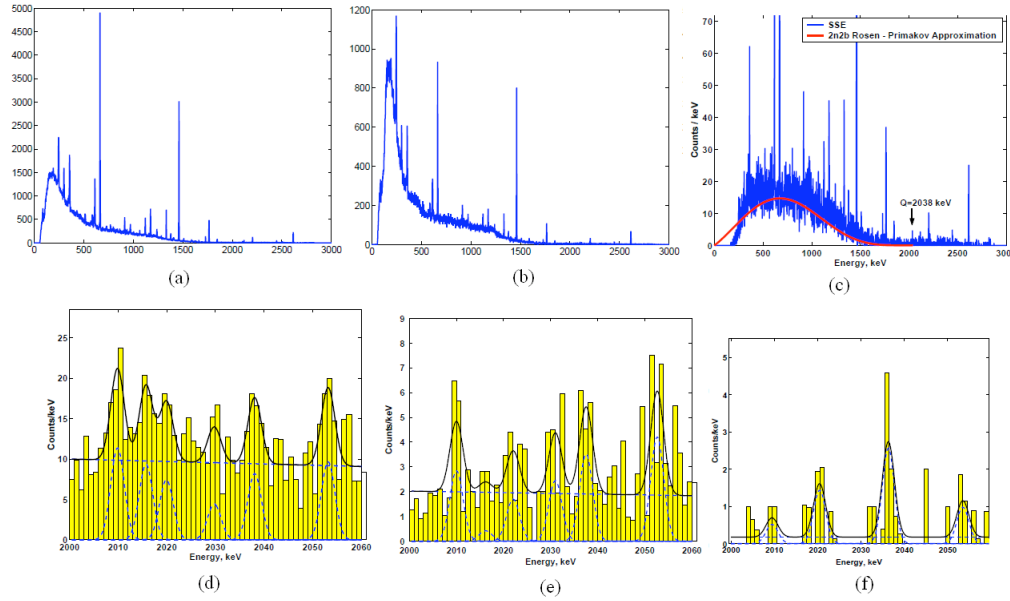 5000
4500
4000
3500
3000
2500
2000
1500
1000
500
0
0 500 1000 1500 2000 2500 3000
(a)
1200
1000
800
600
400
200
0
0 500 1000 1500 2000 2500 3000
(b)
SSE
2n2b Rosen - Primakov Approximation
Counts / keV
70
60
50
40
30
20
10
0
Q=2038 keV
0 500 1000 1500 2000 2500 300
Energy, keV
(c)
Counts/keV
25
20
15
10
5
0
2000 2010 2020 2030 2040 2050 2060
Energy, keV
(d)
Counts/keV
9
8
7
6
5
4
3
2
1
0
2000 2010 2020 2030 2040 2050 2060
Energy, keV
(e)
Counts/keV
5
4
3
2
1
0
2000 2010 2020 2030 2040 2050
Energy, keV
(f)